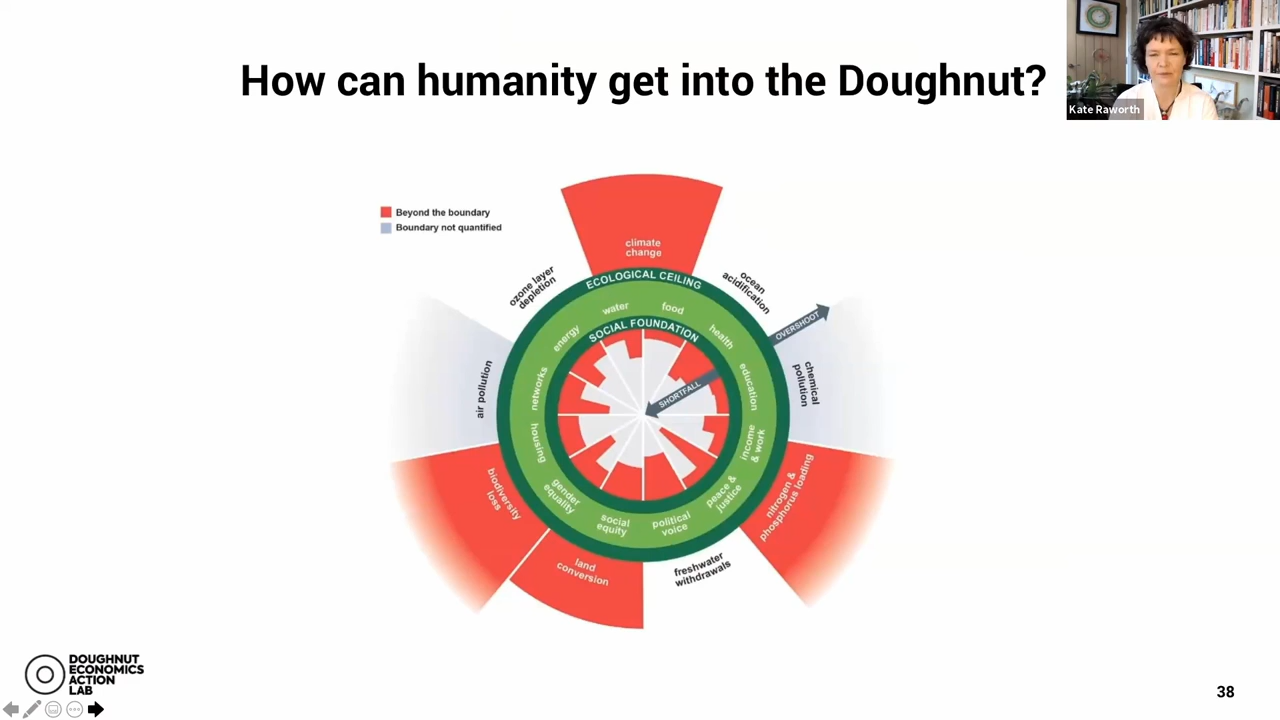 How can humanity get into the Doughnut?
Kate Raworth
Beyond the boundary
Boundary not quantified
climate
change
ozone layer
depletion
ocean
acidification
ECOLOGICAL CEILING
OVERSHOOT
water
food
energy
SOCIAL FOUNDATION
health
air pollution
networks
SHORTFALL
education
chemical
pollution
housing
income
& work
biodiversity
loss
gender
equality
social
equity
political
voice
peace &
justice
nitrogen &
phosphorus loading
land
conversion
freshwater
withdrawals
DOUGHNUT
ECONOMICS
ACTION
LAB
38